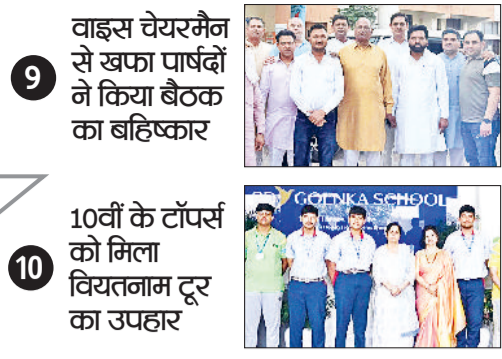 9
वाइस चेयरमैन
से खफा पार्षदों
ने किया बैठक
का बहिष्कार
10
10वीं के टॉपर्स
को मिला
वियतनाम टूर
का उपहार
GOENKA SCHOOL